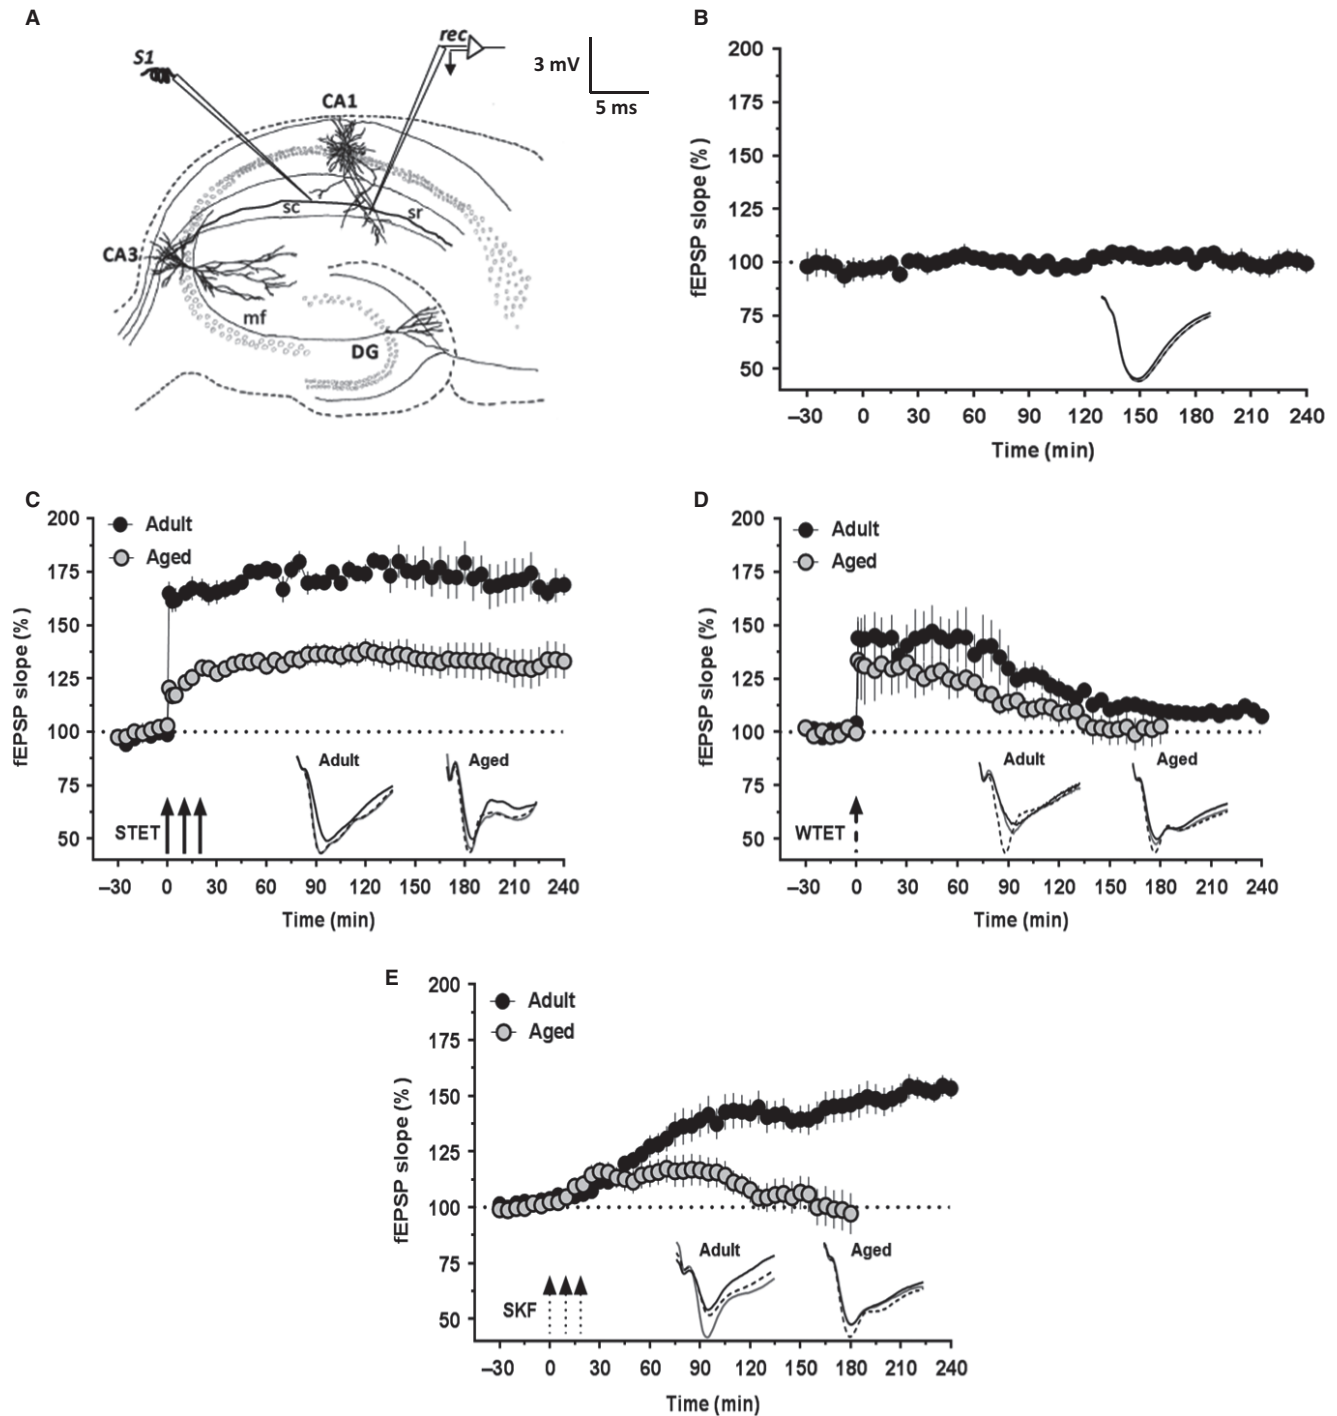 A
S1
rec
3 mV
5 ms
CA1
sc
sr
CA3
mf
DG
B
fEPSP slope (%)
200
175
150
125
100
75
50
–30 0 30 60 90 120 150 180 210 240
Time (min)
C
Adult
Aged
fEPSP slope (%)
200
175
150
125
100
75
50
Adult
Aged
STET
–30 0 30 60 90 120 150 180 210 240
Time (min)
D
Adult
Aged
fEPSP slope (%)
200
175
150
125
100
75
50
Adult
Aged
WTET
–30 0 30 60 90 120 150 180 210 240
Time (min)
E
Adult
Aged
fEPSP slope (%)
200
175
150
125
100
75
50
Adult
Aged
SKF
–30 0 30 60 90 120 150 180 210 240
Time (min)